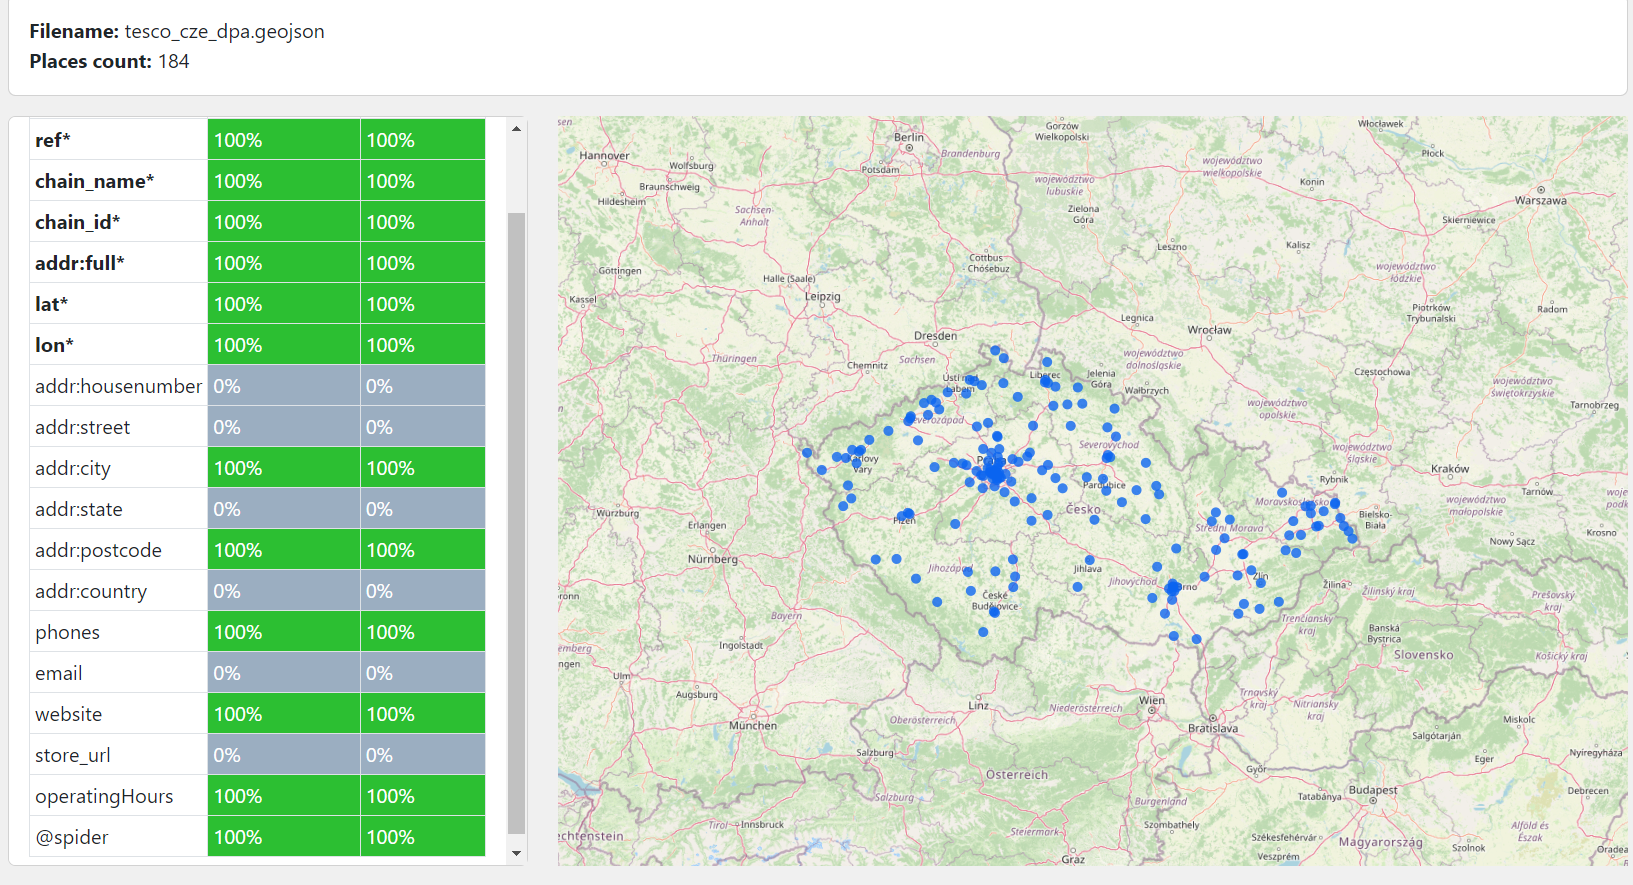 Filename: tesco_cze_dpa.geojson
Places count: 184
ref* 100% 100%
chain_name* 100% 100%
chain_id* 100% 100%
addr:full* 100% 100%
lat* 100% 100%
lon* 100% 100%
addr:housenumber 0% 0%
addr:street 0% 0%
addr:city 100% 100%
addr:state 0% 0%
addr:postcode 100% 100%
addr:country 0% 0%
phones 100% 100%
email 0% 0%
website 100% 100%
store_url 0% 0%
operatingHours 100% 100%
@spider 100% 100%
Gorzów
Wielkopolski
Włocławek
Berlin
Hannover
Brandenburg
Płock
Wolfsburg
Potsdam
województwo
wielkopolskie
Braunschweig
województwo
lubuskie
Konin
Hildesheim
Warszawa
Sachsen-
Anhalt
Zielona
Góra
Skierniewice
Leszno
Kalisz
Cottbus
- Chóśebuz
Göttingen
województwo
łódzkie
Halle (Saale)
Kassel
Leipzig
Piotrków
Trybunalski
Radom
Legnica
Wrocław
Dresden
Thüringen
Sachsen
Chemnitz
województwo
dolnośląskie
Częstochowa
Liberec
Jelenia
Góra
województwo
świętokrzyskie
Wałbrzych
województwo
opolskie
Tarnobrzeg
Severozápad
Severovýchod
województwo
śląskie
Vary
Kraków
Rybnik
Pardubice
Tarnów
województwo
małopolskie
Würzburg
Česko
Bielsko-
Biała
Erlangen
Plzeň
Střední Morava
Krosno
Nowy Sącz
Nürnberg
Jihozápad
Jihlava
Jihovýchod
Zlín
Žilina
Žilinský kraj
Prešovský
kraj
České
Budějovice
Bayern
Trenčiansky
kraj
Banská
Bystrica
Ingolstadt
Slovensko
Košický kraj
Ulm
Augsburg
Trnavský
kraj
Nitriansky
kraj
Linz
Niederösterreich
Wien
München
Oberösterreich
Bratislava
Miskolc
Salgótarján
Salzburg
Eger
Nyíregyháza
Győr
Österreich
Budapest
Debrecen
Salzburg
Burgenland
Tatabánya
Tirol
Innsbruck
Szombathely
Alföld és
Észak
Steiermark
Székesfehérvár
Magyarország
Szolnok
Veszprém
Oradea
Graz